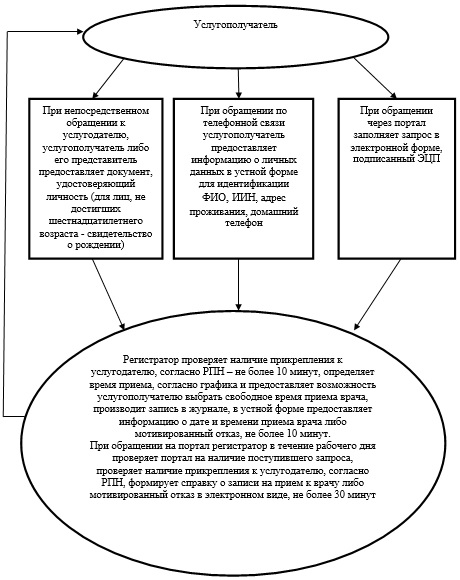 Услугополучатель
При непосредственном
обращении к
услугодателю,
услугополучатель либо
его представитель
предоставляет документ,
удостоверяющий
личность (для лиц, не
достигших
шестнадцатилетнего
возраста - свидетельство
о рождении)
При обращении по
телефонной связи
услугополучатель
предоставляет
информацию о личных
данных в устной форме
для идентификации
ФИО, ИИН, адрес
проживания, домашний
телефон
При обращении
через портал
заполняет запрос в
электронной форме,
подписанный ЭЦП
Регистратор проверяет наличие прикрепления к
услугодателю, согласно РПН – не более 10 минут, определяет
время приема, согласно графика и предоставляет возможность
услугополучателю выбрать свободное время приема врача,
производит запись в журнале, в устной форме предоставляет
информацию о дате и времени приема врача либо
мотивированный отказ, не более 10 минут.
При обращении на портал регистратор в течение рабочего дня
проверяет портал на наличие поступившего запроса,
проверяет наличие прикрепления к услугодателю, согласно
РПН, формирует справку о записи на прием к врачу либо
мотивированный отказ в электронном виде, не более 30 минут